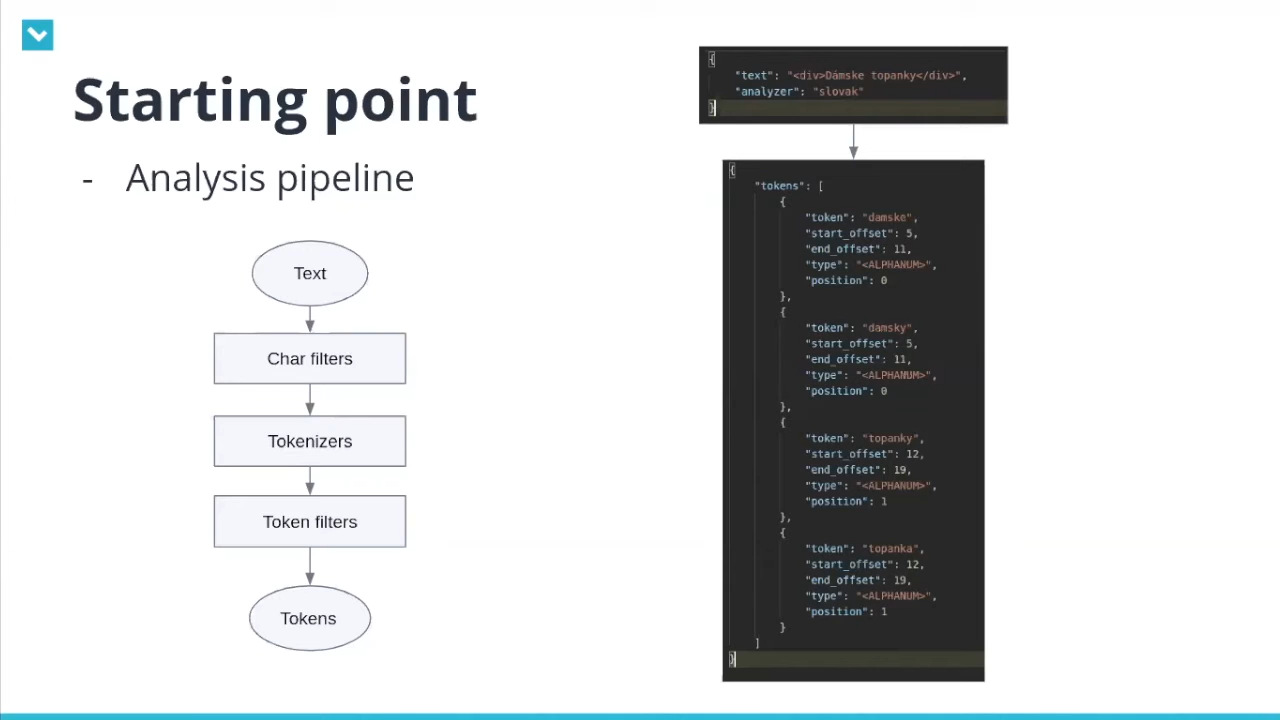 Starting point
- Analysis pipeline
Text
Char filters
Tokenizers
Token filters
Tokens
{
"text": "<div>Dámske topanky</div>",
"analyzer": "slovak"
}
{
"tokens": [
{
"token": "damske",
"start_offset": 5,
"end_offset": 11,
"type": "<ALPHANUM>",
"position": 0
},
{
"token": "damsky",
"start_offset": 5,
"end_offset": 11,
"type": "<ALPHANUM>",
"position": 0
},
{
"token": "topanky",
"start_offset": 12,
"end_offset": 19,
"type": "<ALPHANUM>",
"position": 1
},
{
"token": "topanka",
"start_offset": 12,
"end_offset": 19,
"type": "<ALPHANUM>",
"position": 1
}
]
}